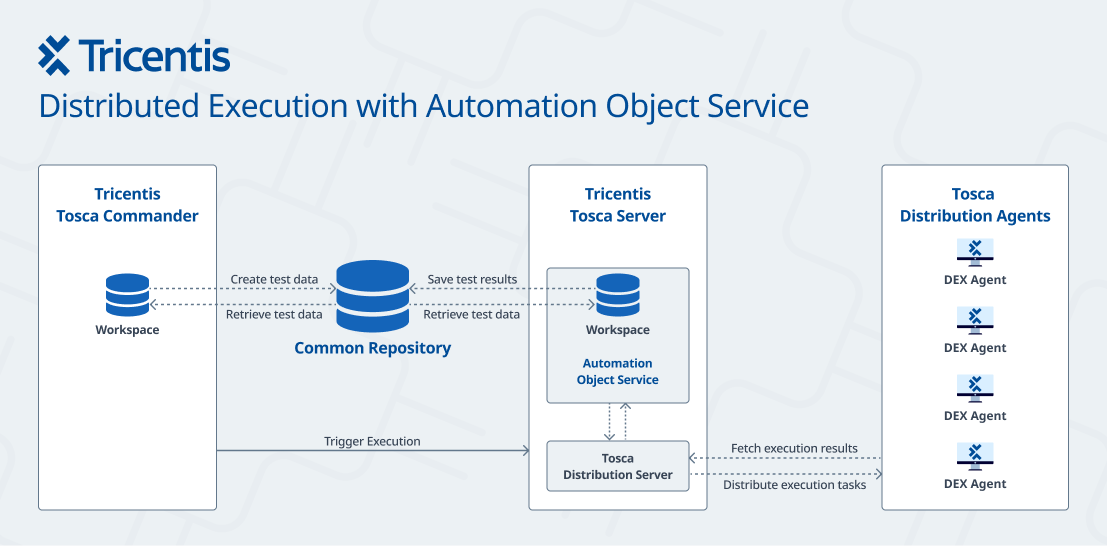 Tricentis
Distributed Execution with Automation Object Service
Tricentis
Tosca Commander
Workspace
Create test data
Retrieve test data
Common Repository
Save test results
Retrieve test data
Trigger Execution
Tricentis
Tosca Server
Workspace
Automation
Object Service
Tosca
Distribution Server
Fetch execution results
Distribute execution tasks
Tosca
Distribution Agents
DEX Agent
DEX Agent
DEX Agent
DEX Agent